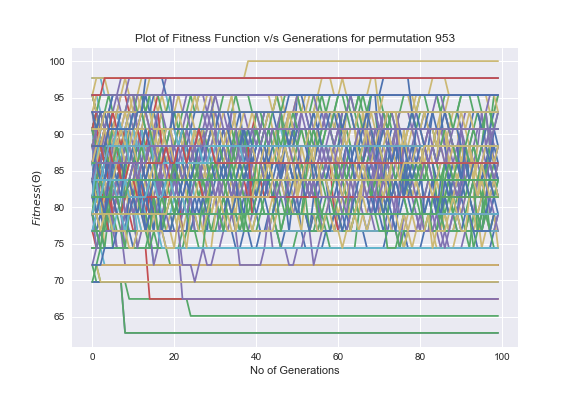 Plot of Fitness Function v/s Generations for permutation 953
100
95
90
85
80
75
70
65
Fitness(Θ)
0 20 40 60 80 100
No of Generations